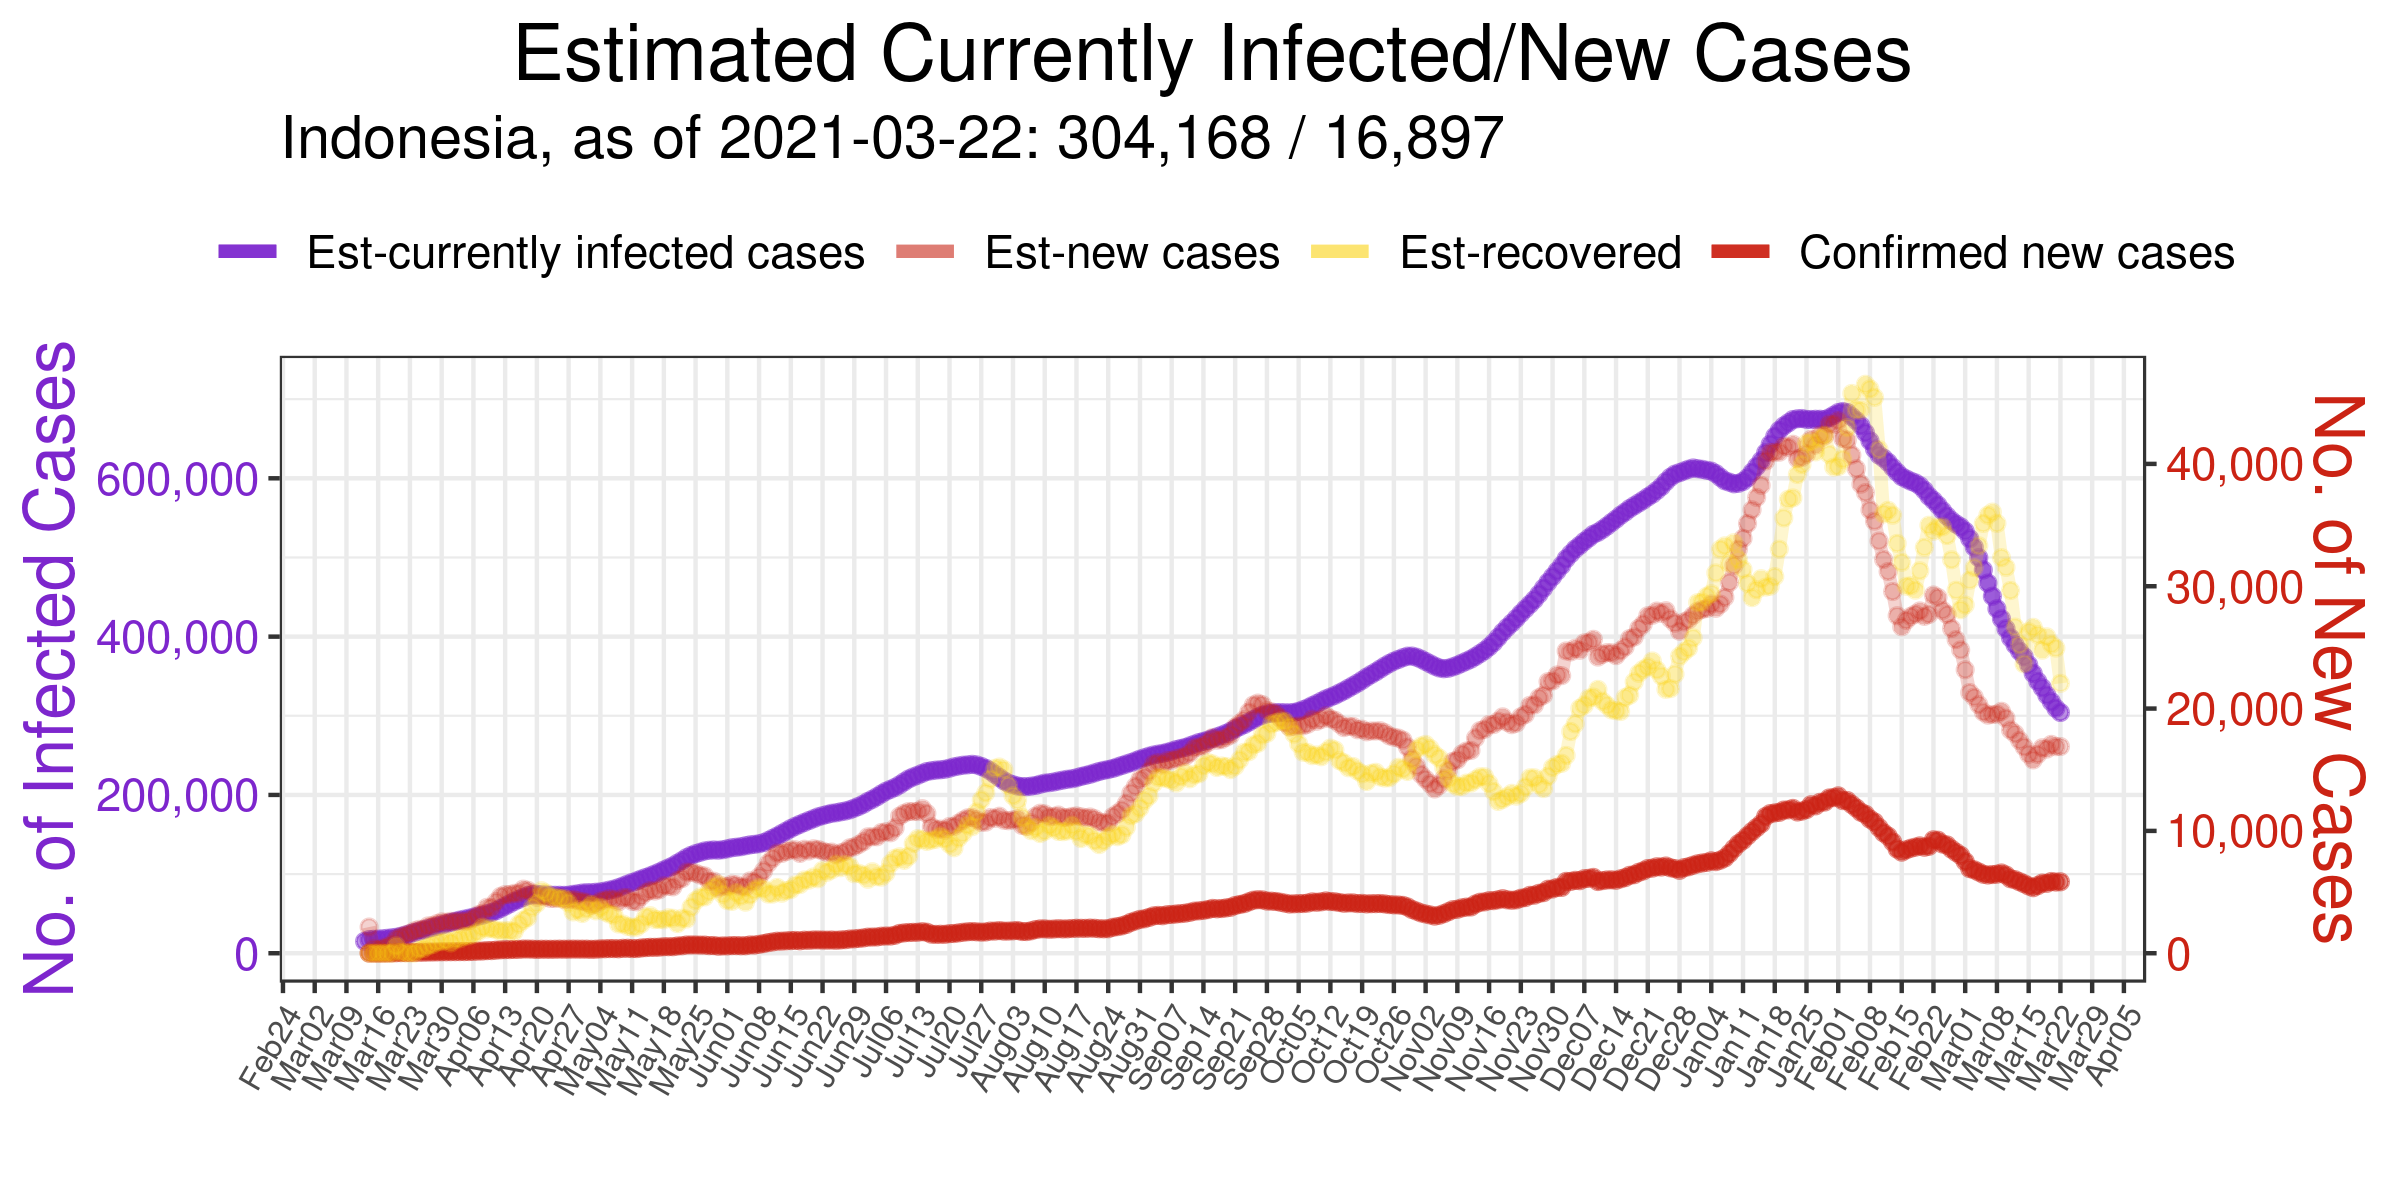 Estimated Currently Infected/New Cases
Indonesia, as of 2021-03-22: 304,168 / 16,897
Est-currently infected cases
Est-new cases
Est-recovered
Confirmed new cases
No. of Infected Cases
600,000
400,000
200,000
0
40,000
30,000
20,000
10,000
0
No. of New Cases
Feb24
Mar02
Mar09
Mar16
Mar23
Mar30
Apr06
Apr13
Apr20
Apr27
May04
May11
May18
May25
Jun01
Jun08
Jun15
Jun22
Jun29
Jul06
Jul13
Jul20
Jul27
Aug03
Aug10
Aug17
Aug24
Aug31
Sep07
Sep14
Sep21
Sep28
Oct05
Oct12
Oct19
Oct26
Nov02
Nov09
Nov16
Nov23
Nov30
Dec07
Dec14
Dec21
Dec28
Jan04
Jan11
Jan18
Jan25
Feb01
Feb08
Feb15
Feb22
Mar01
Mar08
Mar15
Mar22
Mar29
Apr05